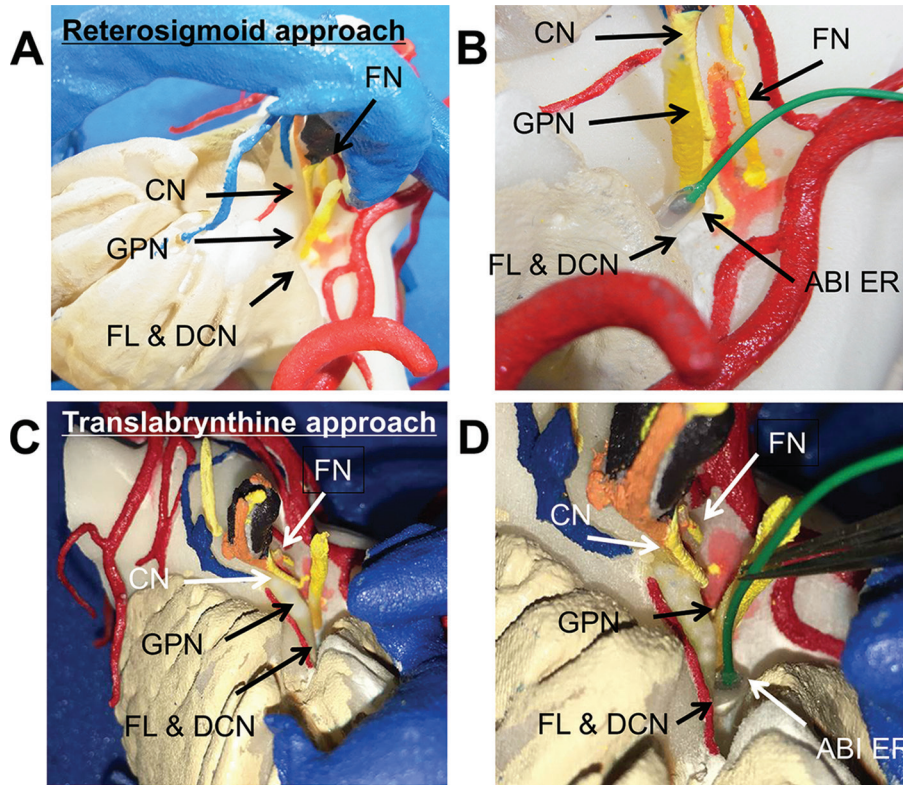 A
Reterosigmoid approach
FN
CN
GPN
FL & DCN
B
CN
FN
GPN
FL & DCN
ABI ER
C
Translabrynthine approach
FN
CN
GPN
FL & DCN
D
FN
CN
GPN
FL & DCN
ABI ER